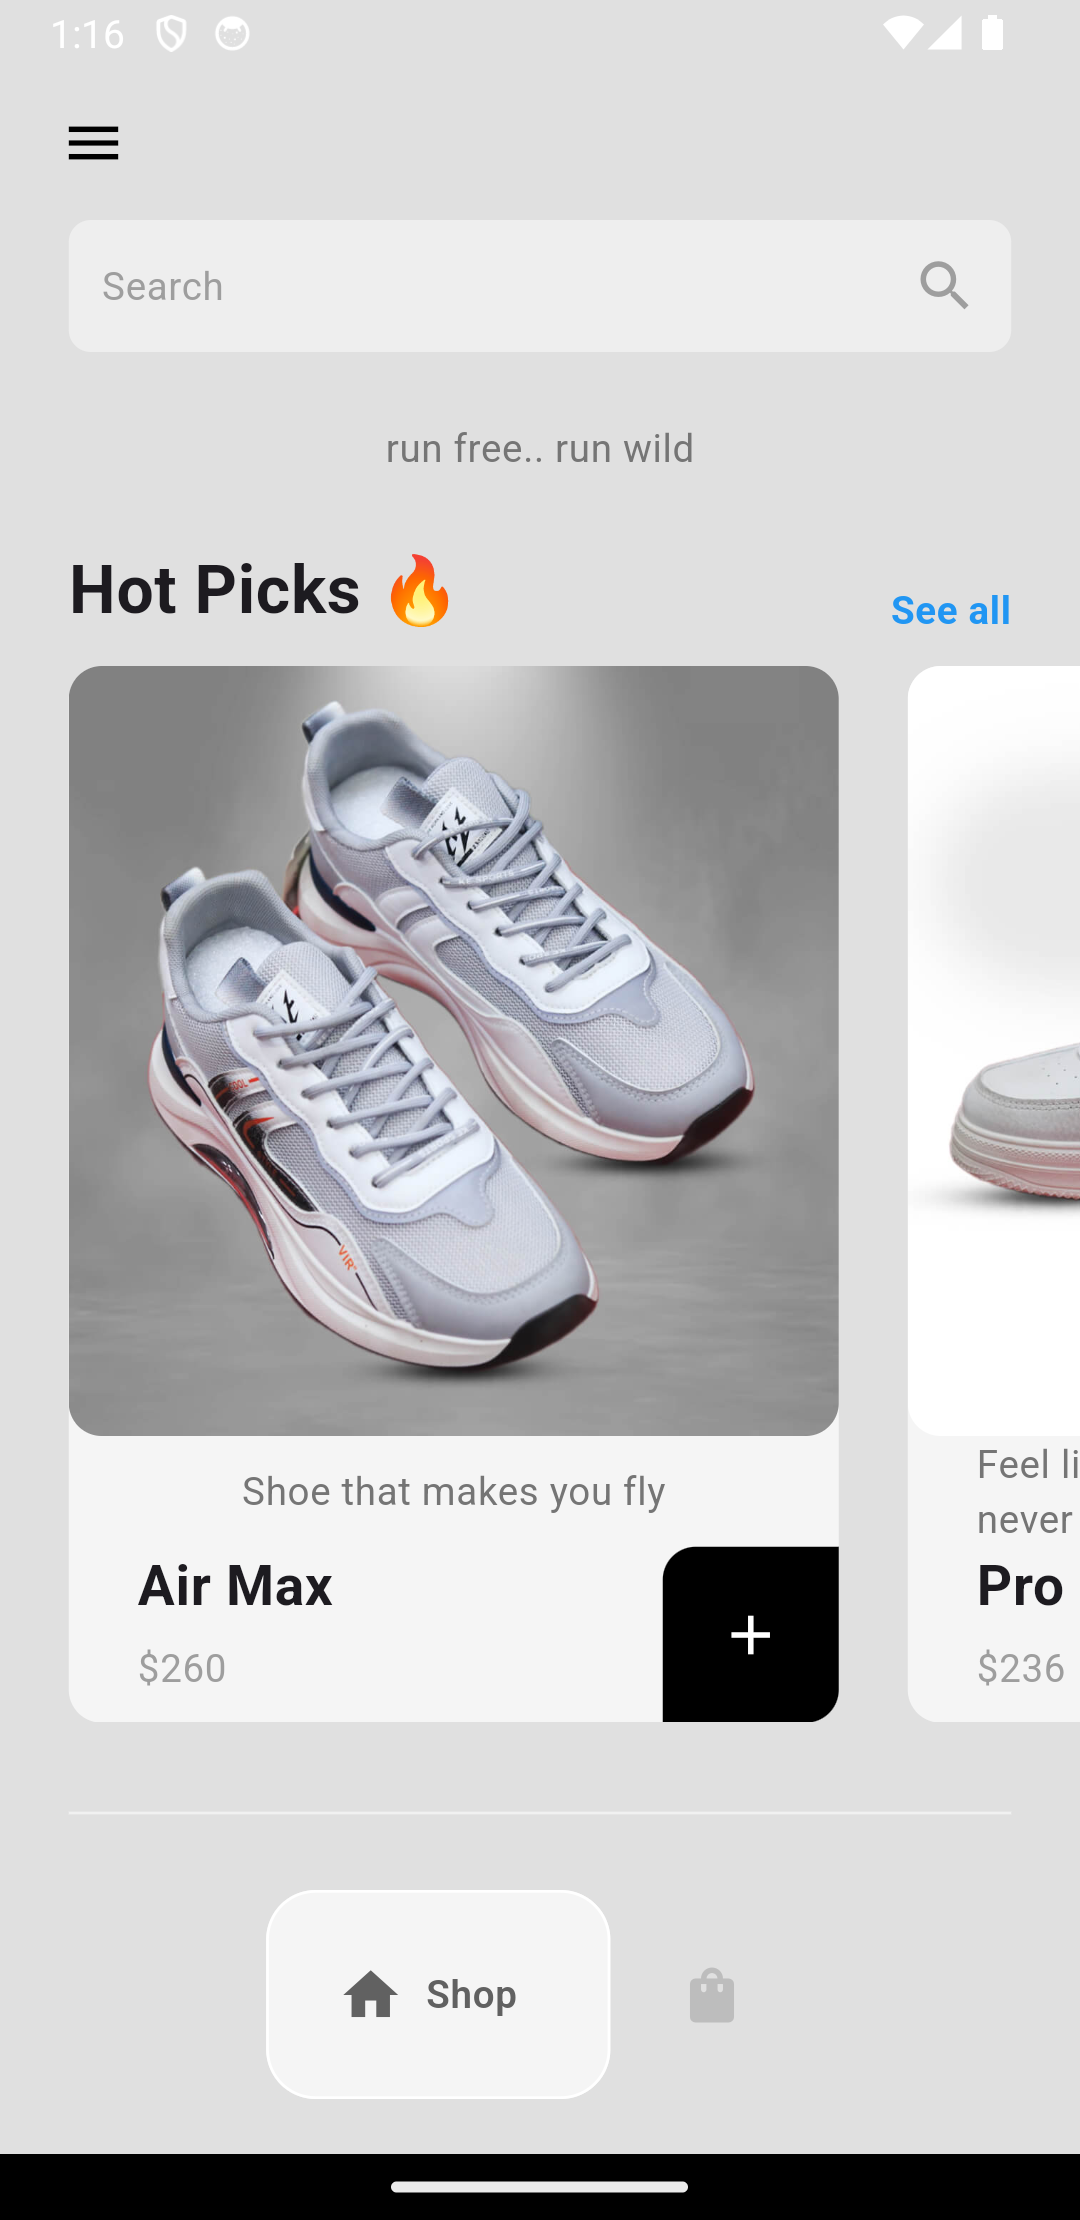 1:16
Search
run free.. run wild
Hot Picks 🔥
See all
VIR
Shoe that makes you fly
Air Max
$260
Feel li
never
Pro
$236
Shop